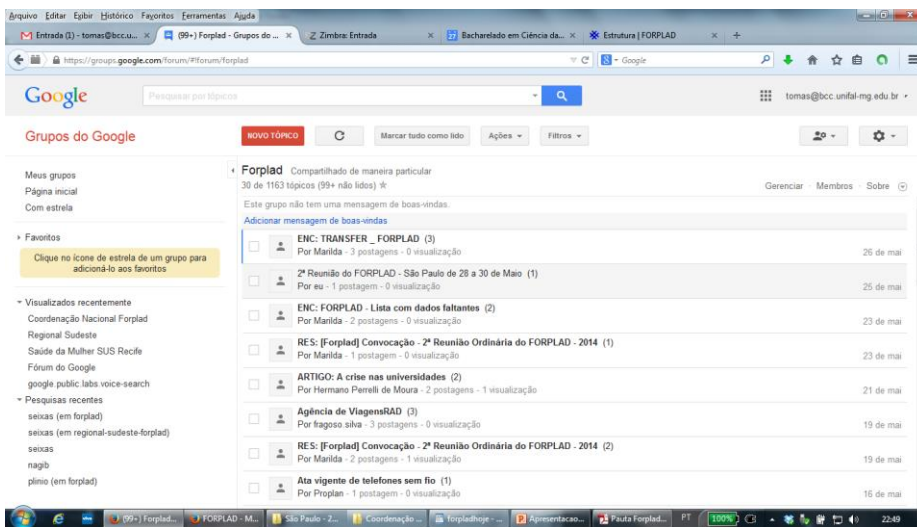 Arquivo Editar Exibir Histórico Favoritos Ferramentas Ajuda
Entrada (1) - tomas@bcc.u... ×
(99+) Forplad - Grupos do ... ×
Zimbra: Entrada ×
Bacharelado em Ciência da... ×
Estrutura | FORPLAD ×
https://groups.google.com/forum/#!forum/forplad
Google
Google
Pesquisar por tópicos
tomas@bcc.unifal-mg.edu.br
Grupos do Google
NOVO TÓPICO
Marcar tudo como lido
Ações
Filtros
Meus grupos
Página inicial
Com estrela
Favoritos
Clique no ícone de estrela de um grupo para
adicioná-lo aos favoritos
Visualizados recentemente
Coordenação Nacional Forplad
Regional Sudeste
Saúde da Mulher SUS Recife
Fórum do Google
google.public.labs.voice-search
Pesquisas recentes
seixas (em forplad)
seixas (em regional-sudeste-forplad)
seixas
nagib
plinio (em forplad)
Forplad Compartilhado de maneira particular
30 de 1163 tópicos (99+ não lidos)
Gerenciar · Membros · Sobre
Este grupo não tem uma mensagem de boas-vindas.
Adicionar mensagem de boas-vindas
ENC: TRANSFER _ FORPLAD (3)
Por Marilda - 3 postagens - 0 visualização
26 de mai
2ª Reunião do FORPLAD - São Paulo de 28 a 30 de Maio (1)
Por eu - 1 postagem - 0 visualização
25 de mai
ENC: FORPLAD - Lista com dados faltantes (2)
Por Marilda - 2 postagens - 0 visualização
23 de mai
RES: [Forplad] Convocação - 2ª Reunião Ordinária do FORPLAD - 2014 (1)
Por Marilda - 1 postagem - 0 visualização
23 de mai
ARTIGO: A crise nas universidades (2)
Por Hermano Perrelli de Moura - 2 postagens - 1 visualização
21 de mai
Agência de ViagensRAD (3)
Por fragoso.silva - 3 postagens - 0 visualização
19 de mai
RES: [Forplad] Convocação - 2ª Reunião Ordinária do FORPLAD - 2014 (2)
Por Marilda - 2 postagens - 1 visualização
19 de mai
Ata vigente de telefones sem fio (1)
Por Proplan - 1 postagem - 0 visualização
16 de mai
(99+) Forplad...
FORPLAD - M...
São Paulo - 2...
Coordenação ...
forpladhoje - ...
Apresentacao...
Pauta Forplad...
PT
100%
22:49